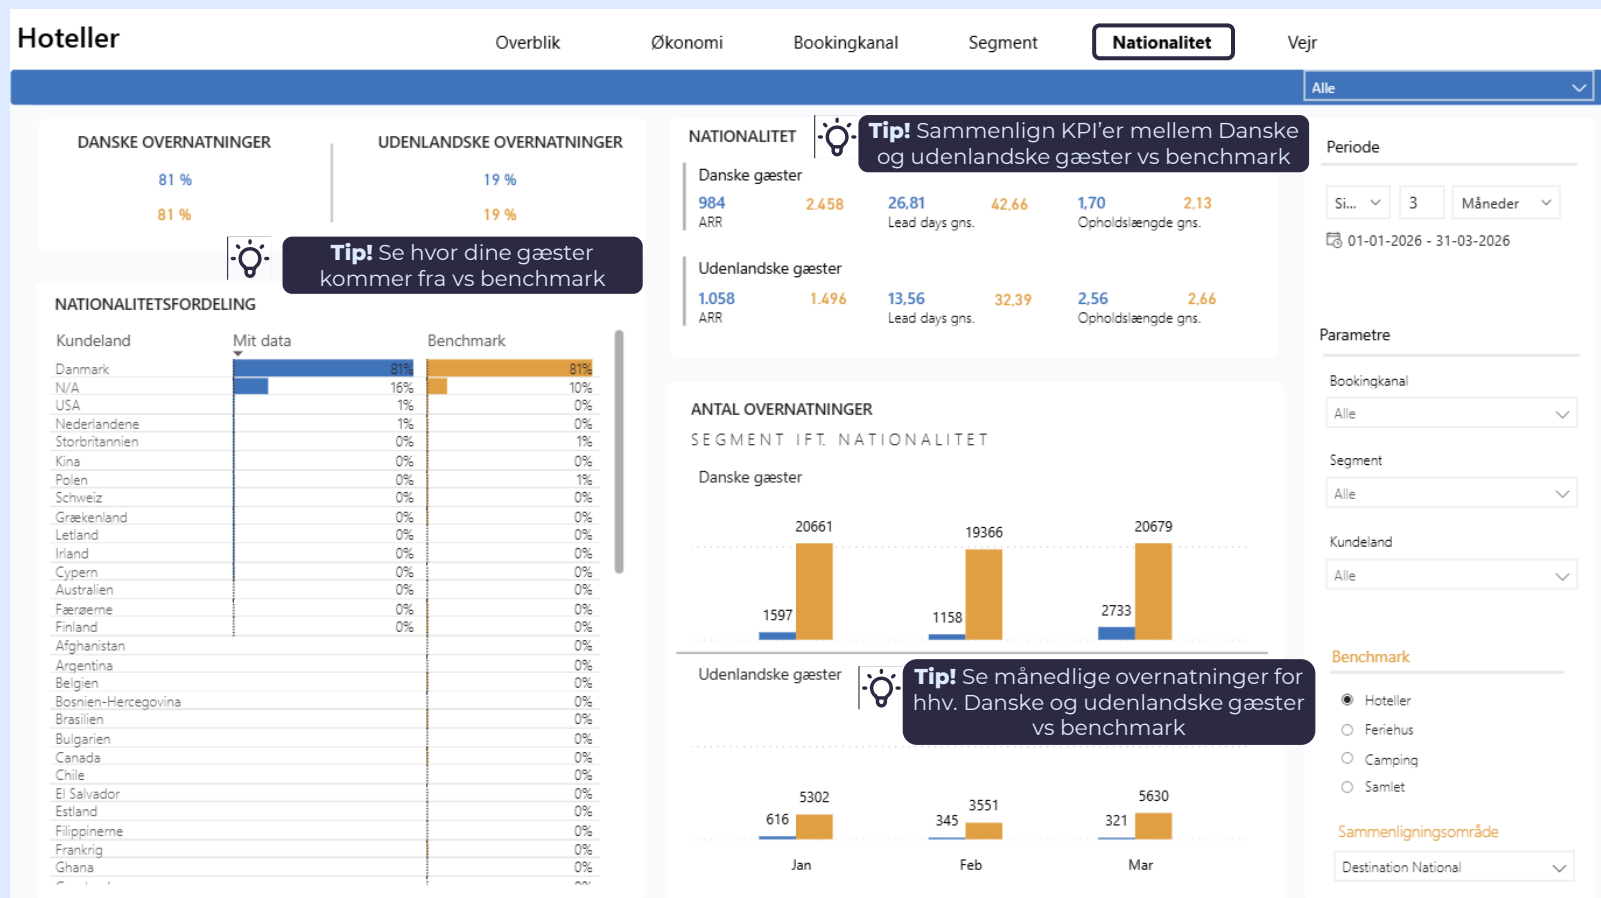 Hoteller
Overblik
Økonomi
Bookingkanal
Segment
Nationalitet
Vejr
Alle
DANSKE OVERNATNINGER
81 %
81 %
UDENLANDSKE OVERNATNINGER
19 %
19 %
Tip! Se hvor dine gæster
kommer fra vs benchmark
NATIONALITETSFORDELING
Kundeland Mit data Benchmark
Danmark 81% 81%
N/A 16% 10%
USA 1% 0%
Nederlandene 1% 0%
Storbritannien 0% 1%
Kina 0% 0%
Polen 0% 1%
Schweiz 0% 0%
Grækenland 0% 0%
Letland 0% 0%
Irland 0% 0%
Cypern 0% 0%
Australien 0% 0%
Færøerne 0% 0%
Finland 0% 0%
Afghanistan 0%
Argentina 0%
Belgien 0%
Bosnien-Hercegovina 0%
Brasilien 0%
Bulgarien 0%
Canada 0%
Chile 0%
El Salvador 0%
Estland 0%
Filippinerne 0%
Frankrig 0%
Ghana 0%
NATIONALITET
Tip! Sammenlign KPI'er mellem Danske
og udenlandske gæster vs benchmark
Danske gæster
984 2.458 26,81 42,66 1,70 2,13
ARR Lead days gns. Opholdslængde gns.
Udenlandske gæster
1.058 1.496 13,56 32,39 2,56 2,66
ARR Lead days gns. Opholdslængde gns.
ANTAL OVERNATNINGER
SEGMENT IFT. NATIONALITET
Danske gæster
20661 19366 20679
1597 1158 2733
Udenlandske gæster
Tip! Se månedlige overnatninger for
hhv. Danske og udenlandske gæster
vs benchmark
5302 3551 5630
616 345 321
Jan Feb Mar
Periode
Si... 3 Måneder
01-01-2026 - 31-03-2026
Parametre
Bookingkanal
Alle
Segment
Alle
Kundeland
Alle
Benchmark
Hoteller
Feriehus
Camping
Samlet
Sammenligningsområde
Destination National